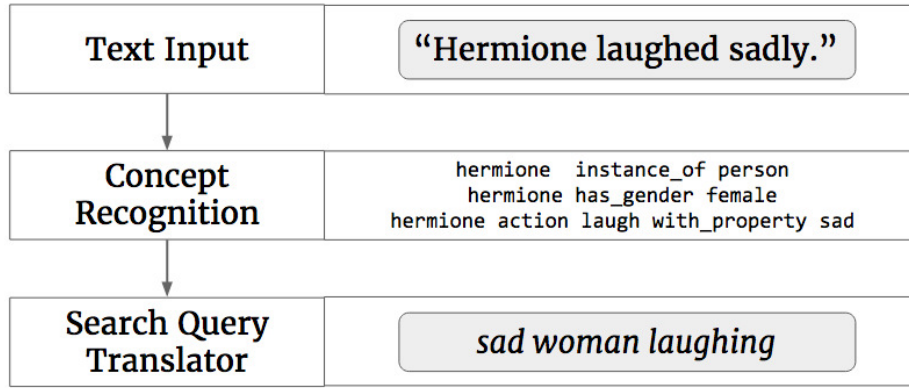 Text Input
“Hermione laughed sadly.”
Concept
Recognition
hermione instance_of person
hermione has_gender female
hermione action laugh with_property sad
Search Query
Translator
sad woman laughing